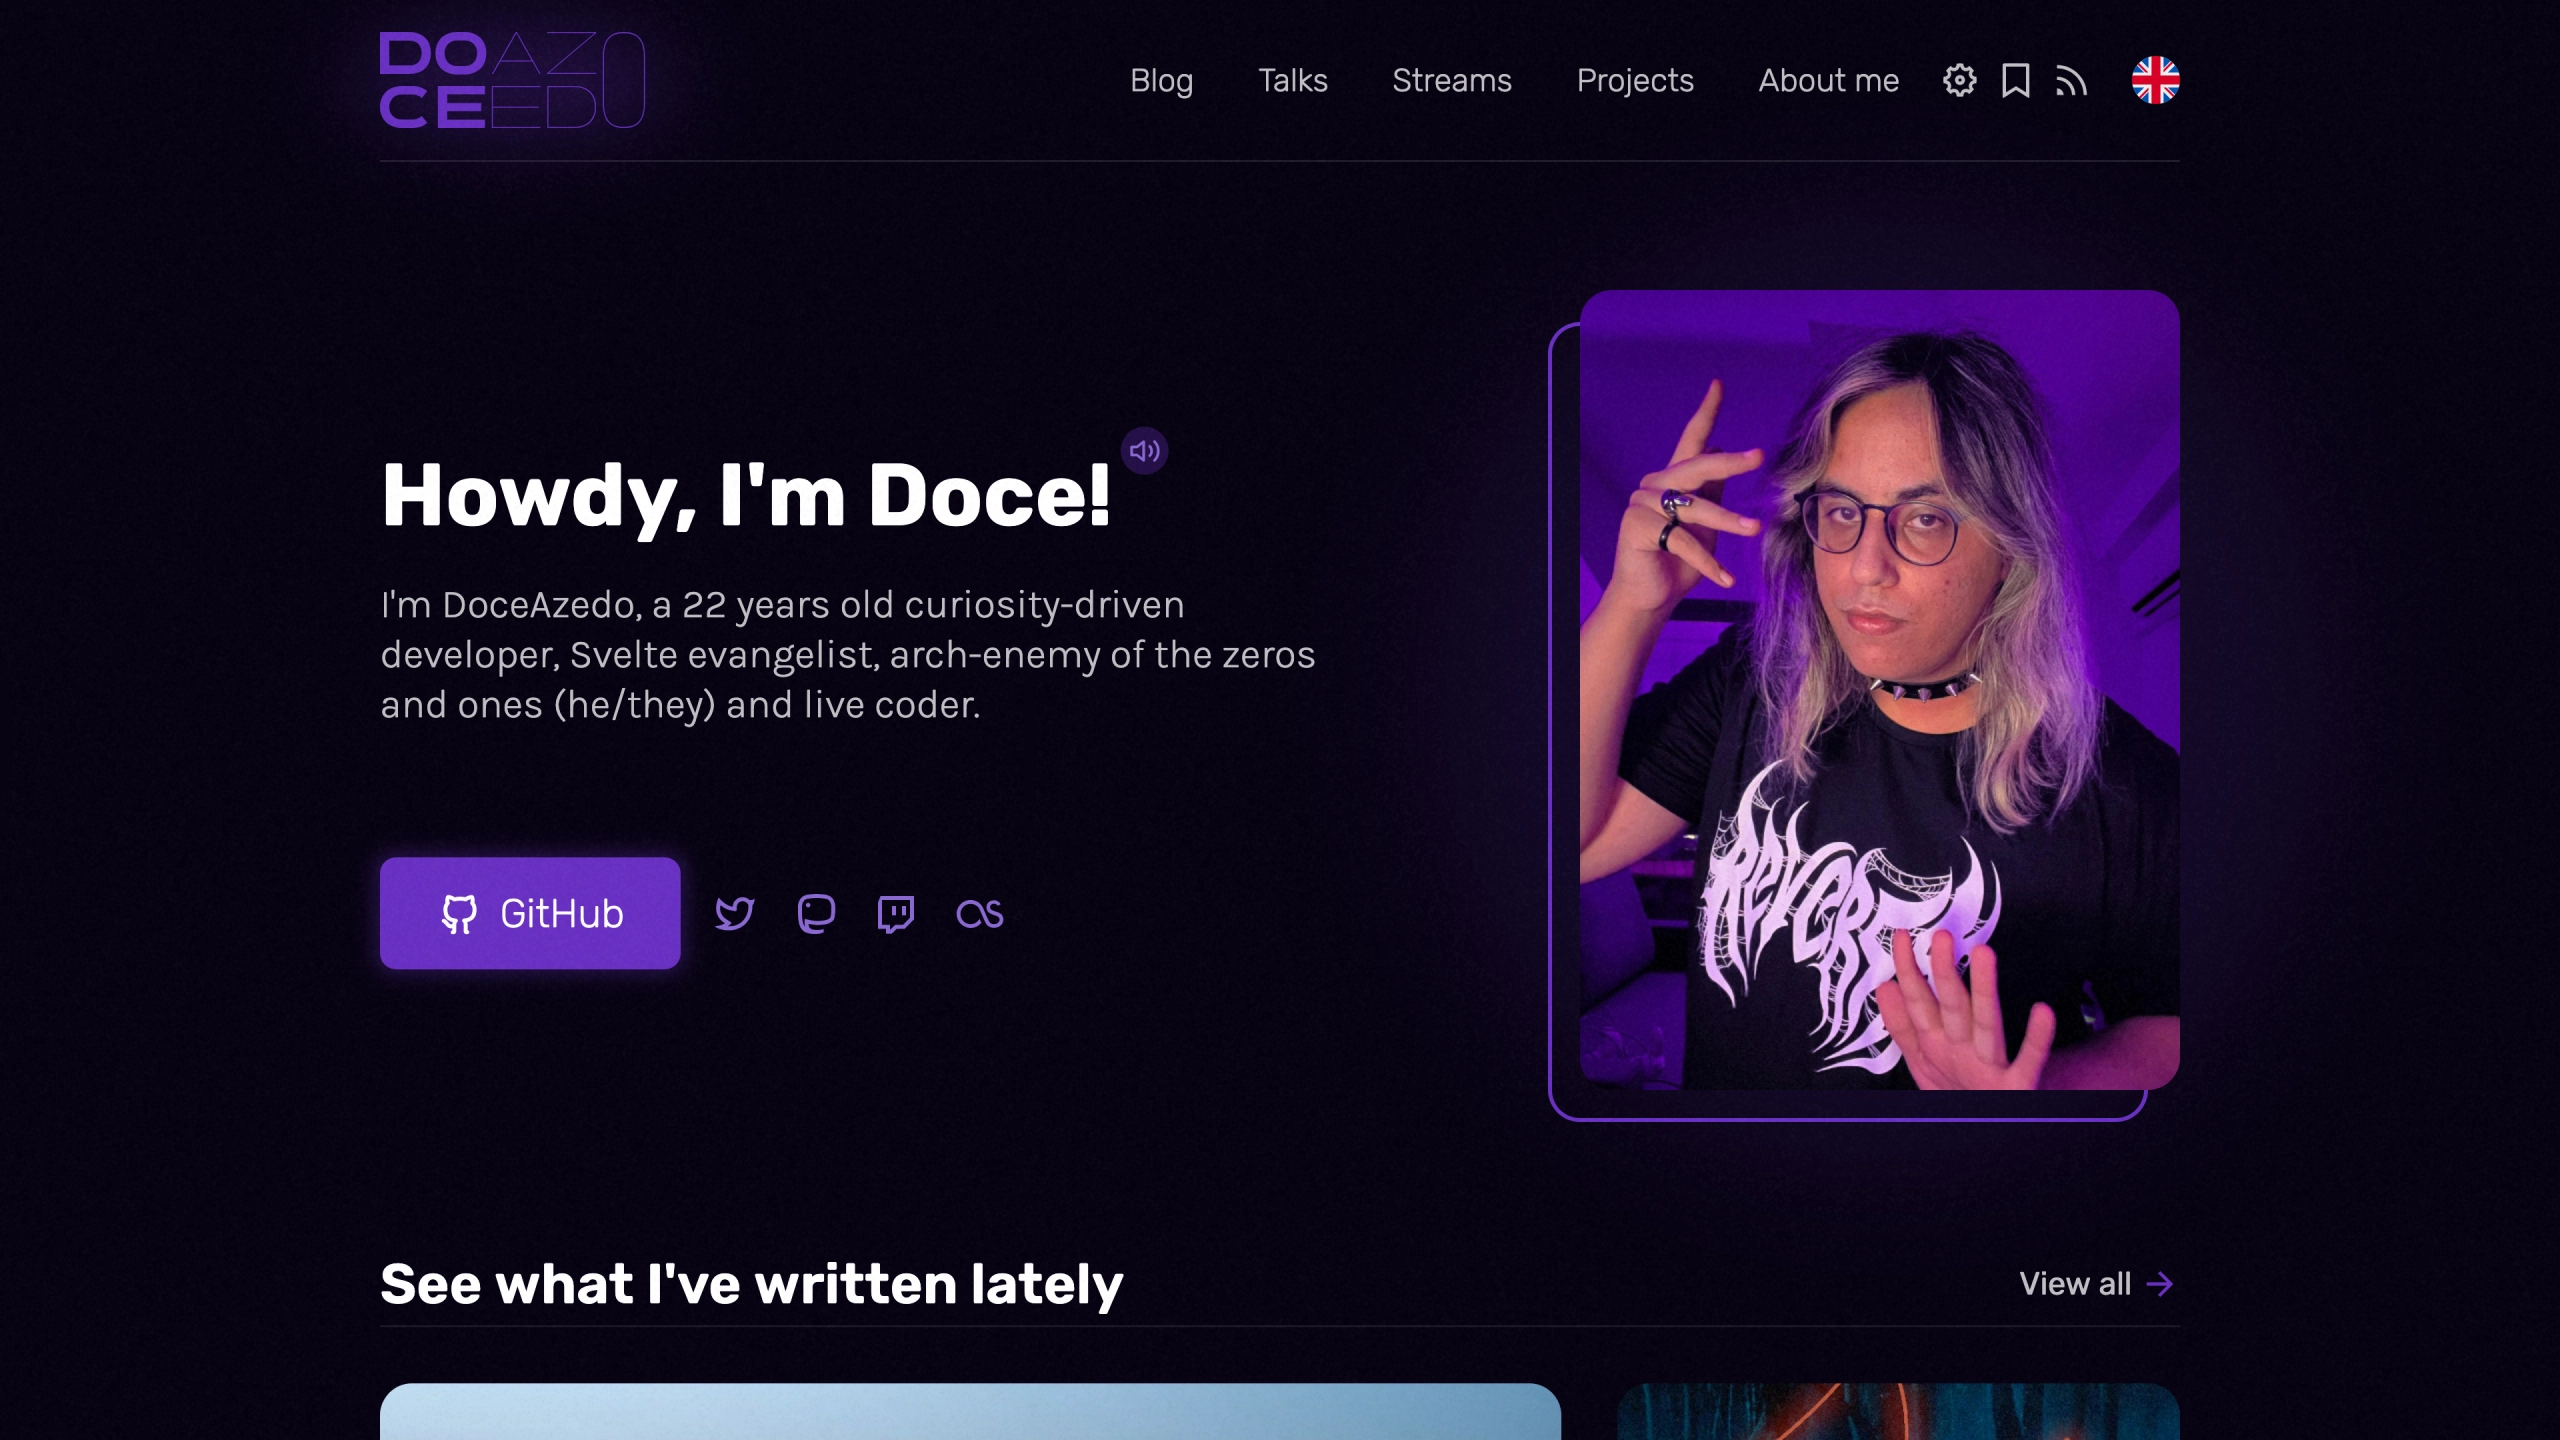 DOAZO
CEED
Blog
Talks
Streams
Projects
About me
Howdy, I'm Doce!
I'm DoceAzedo, a 22 years old curiosity-driven
developer, Svelte evangelist, arch-enemy of the zeros
and ones (he/they) and live coder.
GitHub
See what I've written lately
View all